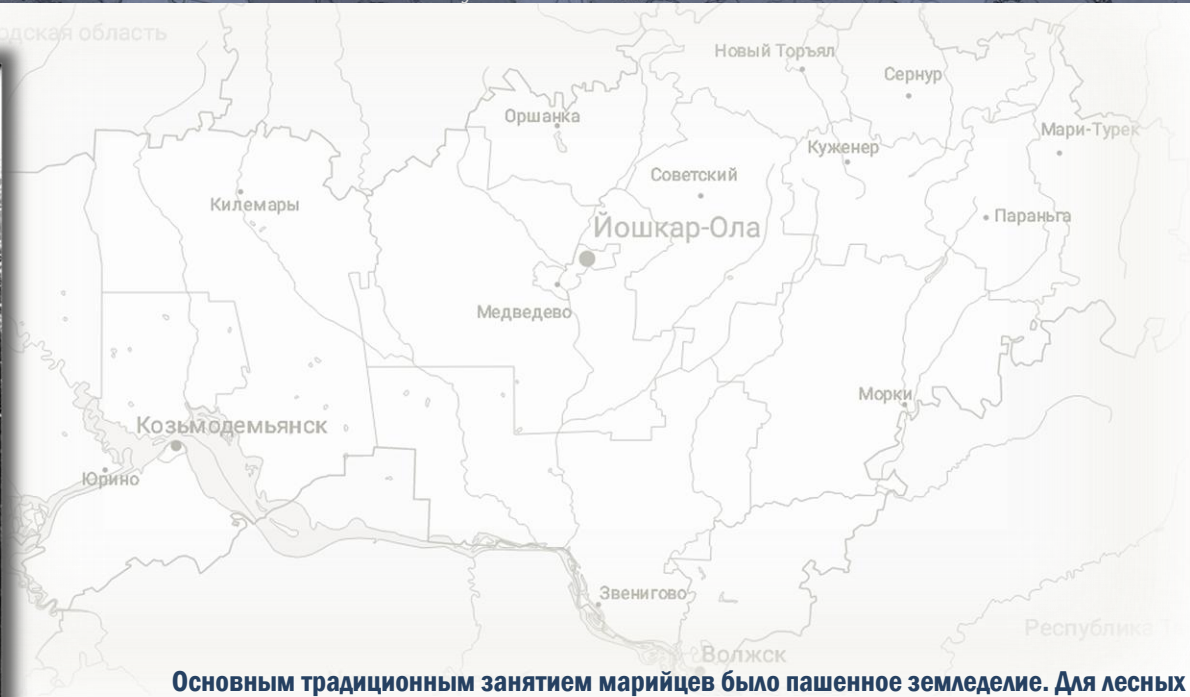 одская область
Новый Торъял
Сернур
Оршанка
Мари-Турек
Куженер
Советский
Килемары
Параньга
Йошкар-Ола
Медведево
Морки
Козьмодемьянск
Юрино
Звенигово
Республика
Волжск
Основным традиционным занятием марийцев было пашенное земледелие. Для лесных